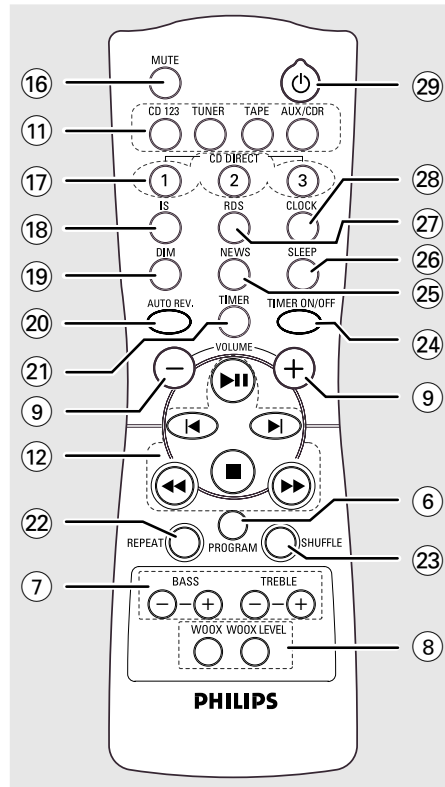 MUTE
16
29
CD 123 TUNER TAPE AUX/CDR
11
CD DIRECT
17 1 2 3 28
IS RDS CLOCK
18 27
DIM NEWS SLEEP
19 26
25
AUTO REV. TIMER TIMER ON/OFF
20
21 24
VOLUME
9 − + 9
12
6
22
REPEAT PROGRAM SHUFFLE
23
7 BASS TREBLE
− + − +
WOOX WOOX LEVEL
8
PHILIPS